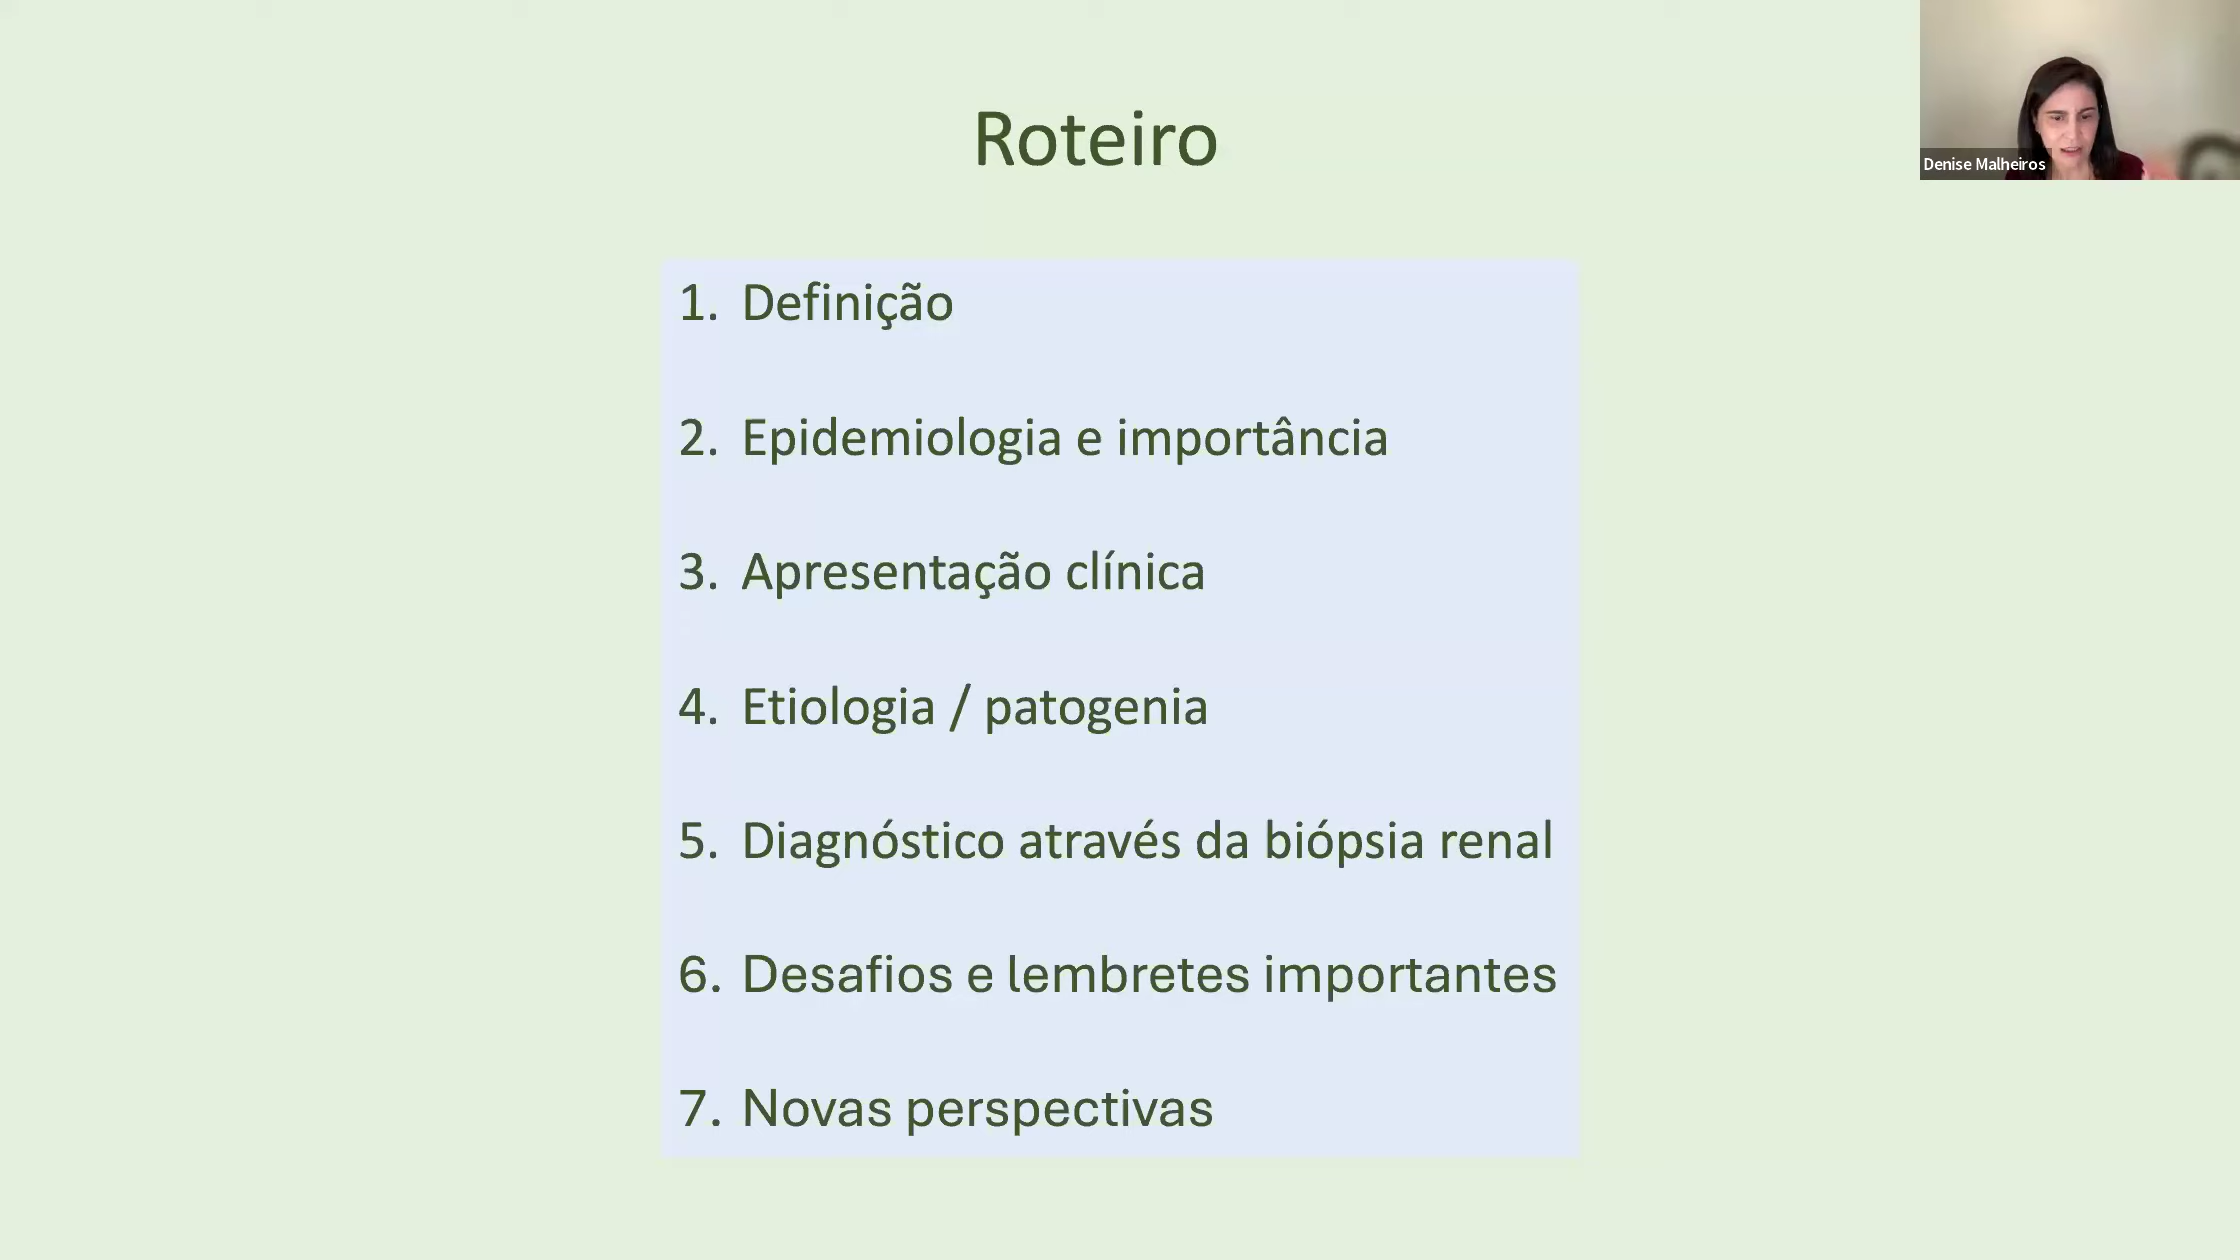 Roteiro
Denise Malheiros
1. Definição
2. Epidemiologia e importância
3. Apresentação clínica
4. Etiologia / patogenia
5. Diagnóstico através da biópsia renal
6. Desafios e lembretes importantes
7. Novas perspectivas